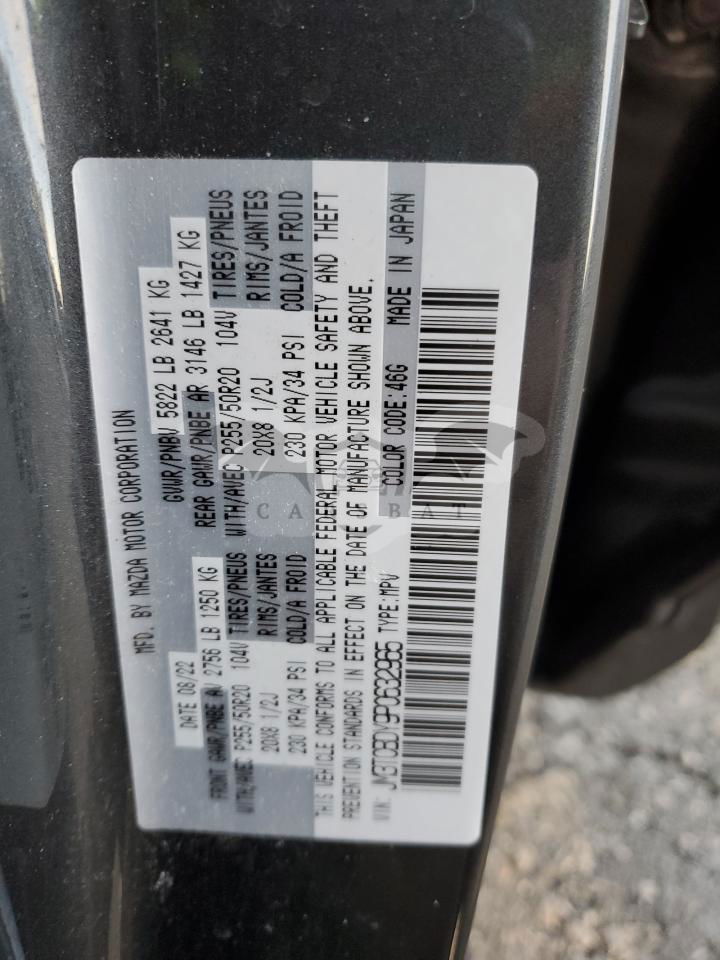 MFD. BY MAZDA MOTOR CORPORATION
DATE 08/22 GVWR/PNBV 5822 LB 2641 KG
FRONT GAWR/PNBE AV 2756 LB 1250 KG REAR GAWR/PNBE AR 3146 LB 1427 KG
WITH/AVEC P255/50R20 104V TIRES/PNEUS WITH/AVEC P255/50R20 104V TIRES/PNEUS
20X8 1/2J RIMS/JANTES 20X8 1/2J RIMS/JANTES
230 KPA/34 PSI COLD/A FROID 230 KPA/34 PSI COLD/A FROID
THIS VEHICLE CONFORMS TO ALL APPLICABLE FEDERAL MOTOR VEHICLE SAFETY AND THEFT
PREVENTION STANDARDS IN EFFECT ON THE DATE OF MANUFACTURE SHOWN ABOVE.
VIN: JM3TCBDY9P0632965 TYPE:MPV COLOR CODE:46G MADE IN JAPAN
CAR BAT